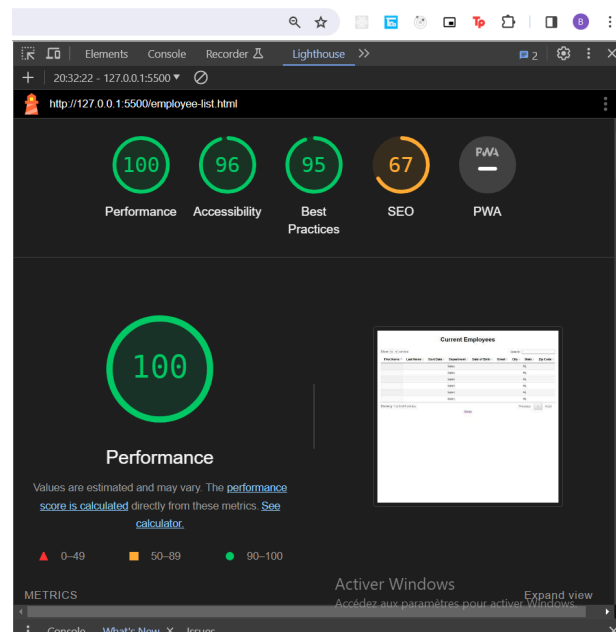 Tp
B
Elements Console Recorder Lighthouse 2
20:32:22 - 127.0.0.1:5500
http://127.0.0.1:5500/employee-list.html
100 96 95 67 PWA
Performance Accessibility Best Practices SEO PWA
100
Current Employees
Performance
Values are estimated and may vary. The performance
score is calculated directly from these metrics. See
calculator.
0–49 50–89 90–100
METRICS Expand view
Activer Windows
Accédez aux paramètres pour activer Windows.
Console What's New Issues